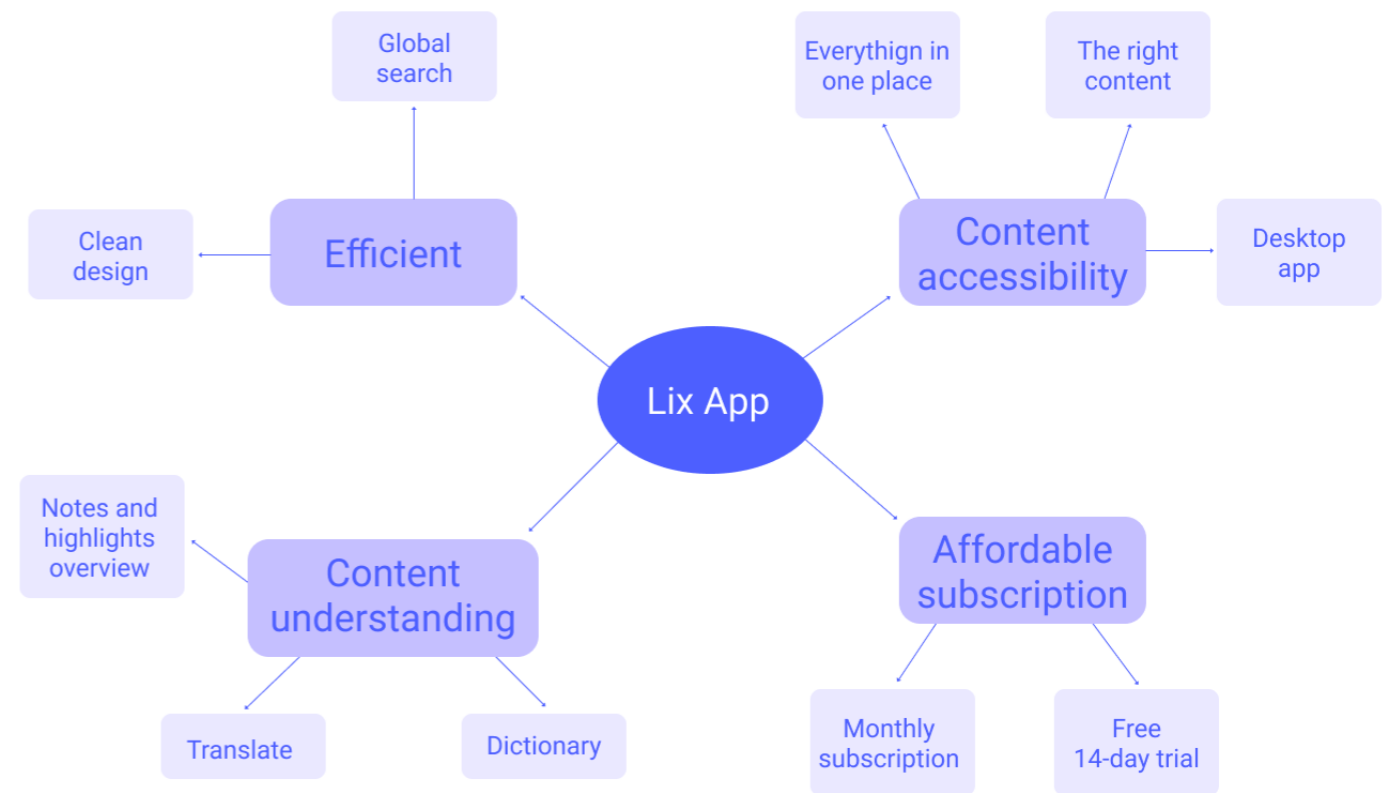 Global
search
Everythign in
one place
The right
content
Clean
design
Efficient
Content
accessibility
Desktop
app
Lix App
Notes and
highlights
overview
Content
understanding
Affordable
subscription
Translate
Dictionary
Monthly
subscription
Free
14-day trial